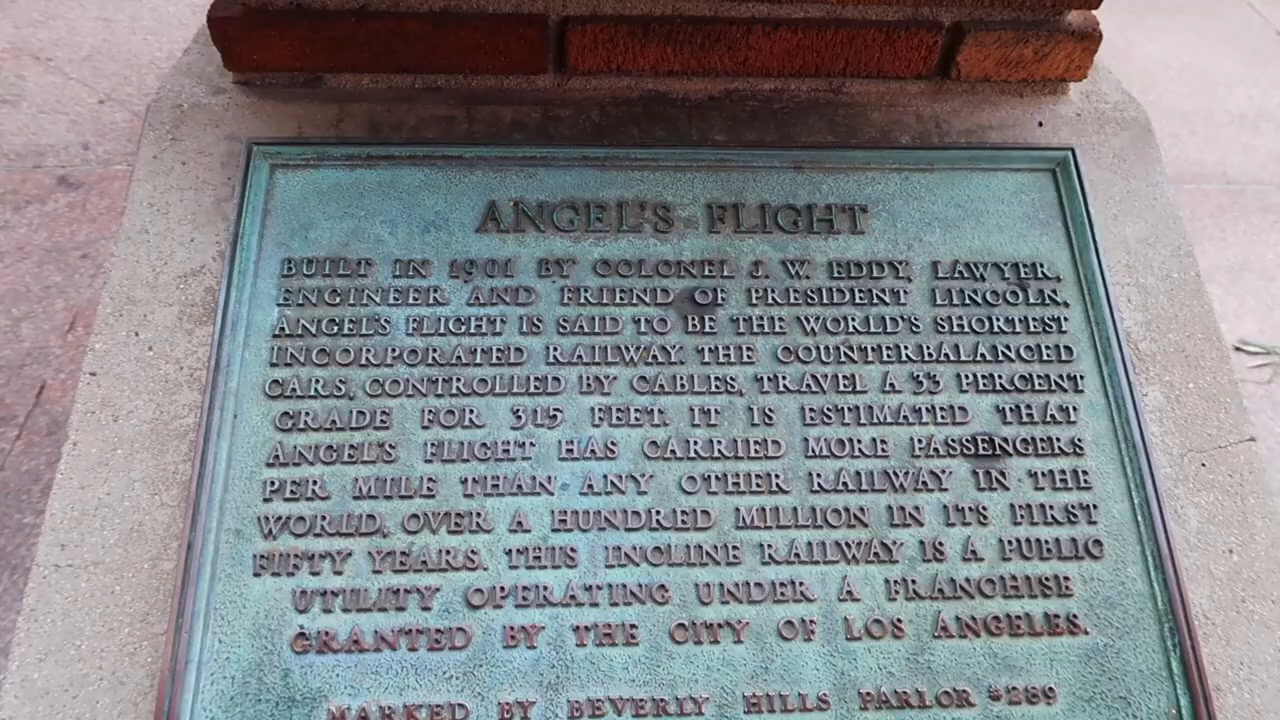 ANGEL'S FLIGHT
BUILT IN 1901 BY COLONEL J. W. EDDY, LAWYER,
ENGINEER AND FRIEND OF PRESIDENT LINCOLN,
ANGEL'S FLIGHT IS SAID TO BE THE WORLD'S SHORTEST
INCORPORATED RAILWAY. THE COUNTERBALANCED
CARS, CONTROLLED BY CABLES, TRAVEL A 33 PERCENT
GRADE FOR 315 FEET. IT IS ESTIMATED THAT
ANGEL'S FLIGHT HAS CARRIED MORE PASSENGERS
PER MILE THAN ANY OTHER RAILWAY IN THE
WORLD, OVER A HUNDRED MILLION IN ITS FIRST
FIFTY YEARS. THIS INCLINE RAILWAY IS A PUBLIC
UTILITY OPERATING UNDER A FRANCHISE
GRANTED BY THE CITY OF LOS ANGELES.
MARKED BY BEVERLY HILLS PARLOR #289